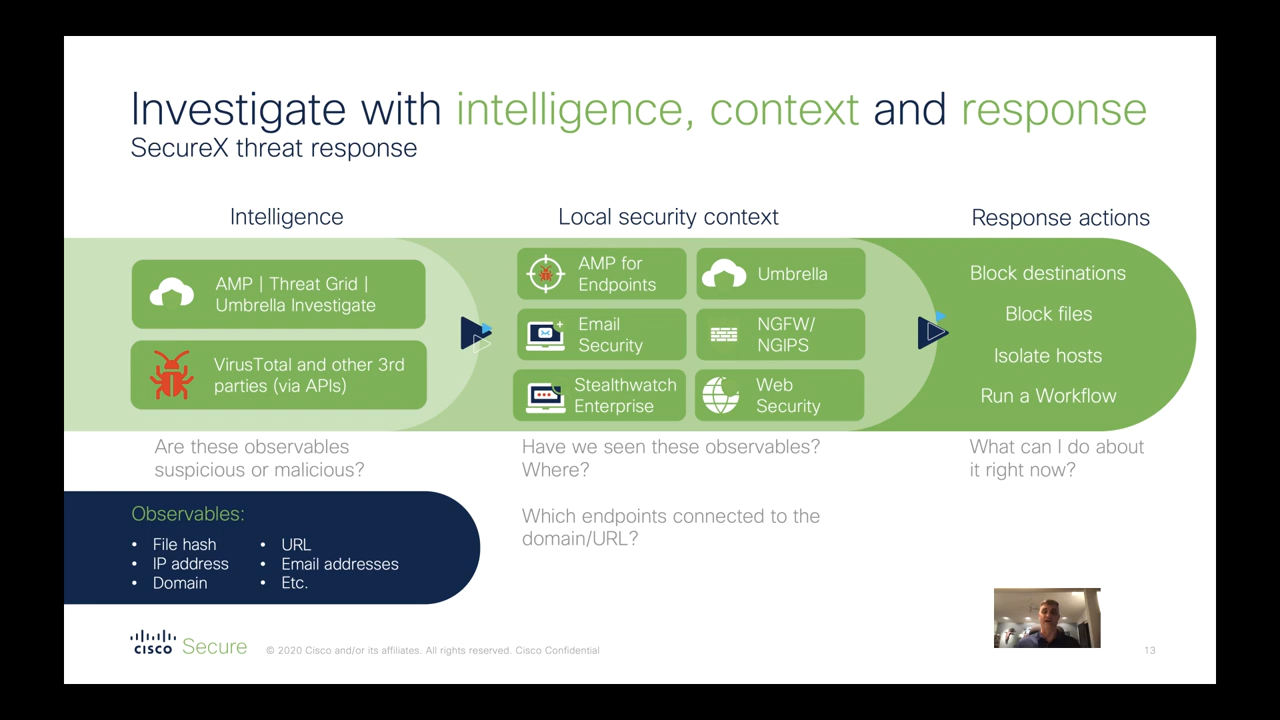 Investigate with intelligence, context and response
SecureX threat response
Intelligence
AMP | Threat Grid |
Umbrella Investigate
VirusTotal and other 3rd
parties (via APIs)
Are these observables
suspicious or malicious?
Local security context
AMP for
Endpoints
Umbrella
Email
Security
NGFW/
NGIPS
Stealthwatch
Enterprise
Web
Security
Have we seen these observables?
Where?
Which endpoints connected to the
domain/URL?
Response actions
Block destinations
Block files
Isolate hosts
Run a Workflow
What can I do about
it right now?
Observables:
• File hash
• IP address
• Domain
• URL
• Email addresses
• Etc.
CISCO Secure
© 2020 Cisco and/or its affiliates. All rights reserved. Cisco Confidential
13